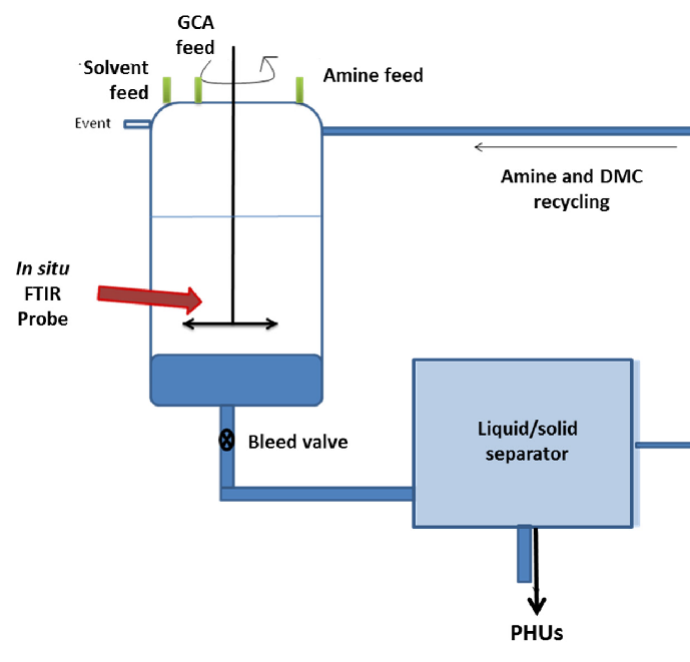 GCA
feed
Solvent
feed
Amine feed
Event
Amine and DMC
recycling
In situ
FTIR
Probe
Bleed valve
Liquid/solid
separator
PHUs